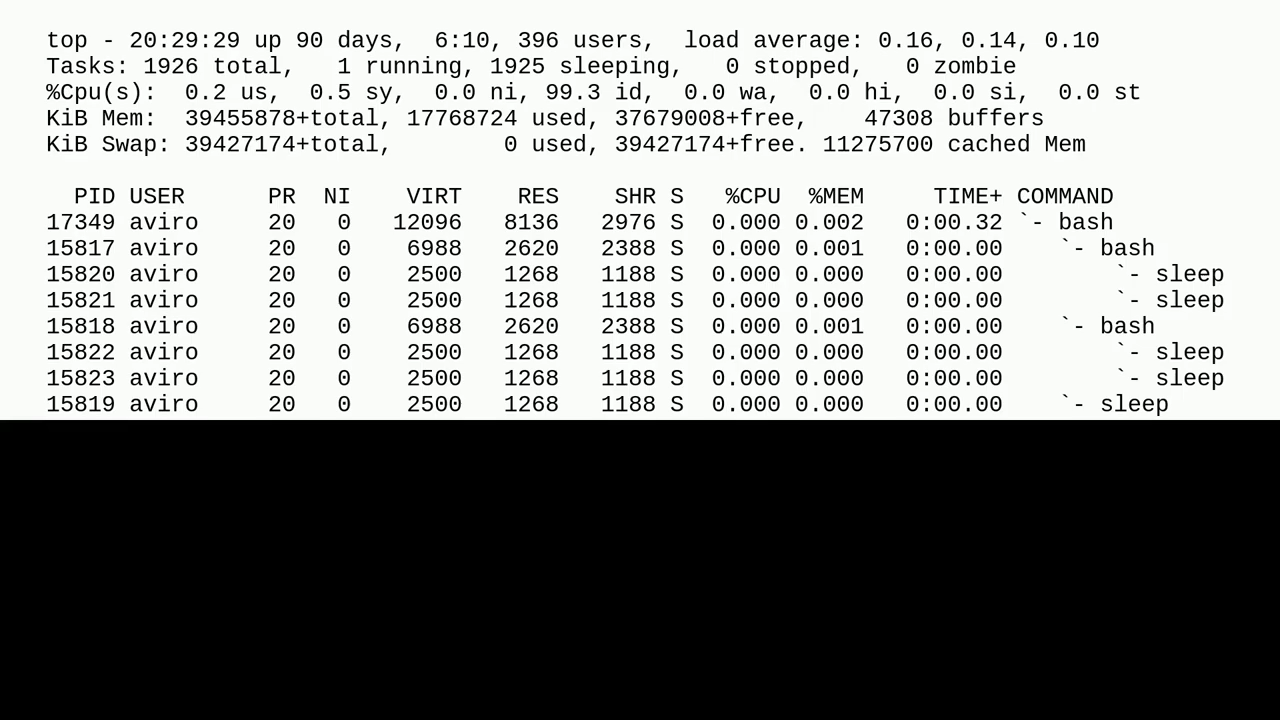 top - 20:29:29 up 90 days,  6:10, 396 users,  load average: 0.16, 0.14, 0.10
Tasks: 1926 total,   1 running, 1925 sleeping,   0 stopped,   0 zombie
%Cpu(s):  0.2 us,  0.5 sy,  0.0 ni, 99.3 id,  0.0 wa,  0.0 hi,  0.0 si,  0.0 st
KiB Mem:  39455878+total, 17768724 used, 37679008+free,    47308 buffers
KiB Swap: 39427174+total,        0 used, 39427174+free. 11275700 cached Mem
  PID USER      PR  NI    VIRT    RES    SHR S   %CPU  %MEM     TIME+ COMMAND
17349 aviro     20   0   12096   8136   2976 S  0.000 0.002   0:00.32 `- bash
15817 aviro     20   0    6988   2620   2388 S  0.000 0.001   0:00.00    `- bash
15820 aviro     20   0    2500   1268   1188 S  0.000 0.000   0:00.00        `- sleep
15821 aviro     20   0    2500   1268   1188 S  0.000 0.000   0:00.00        `- sleep
15818 aviro     20   0    6988   2620   2388 S  0.000 0.001   0:00.00    `- bash
15822 aviro     20   0    2500   1268   1188 S  0.000 0.000   0:00.00        `- sleep
15823 aviro     20   0    2500   1268   1188 S  0.000 0.000   0:00.00        `- sleep
15819 aviro     20   0    2500   1268   1188 S  0.000 0.000   0:00.00    `- sleep